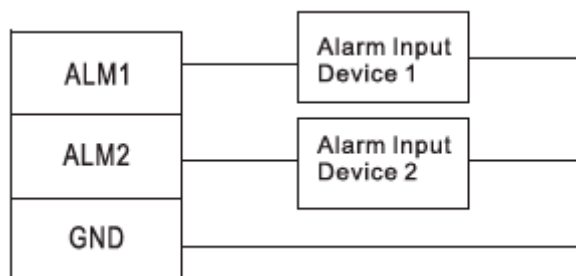 ALM1
Alarm Input
Device 1
ALM2
Alarm Input
Device 2
GND